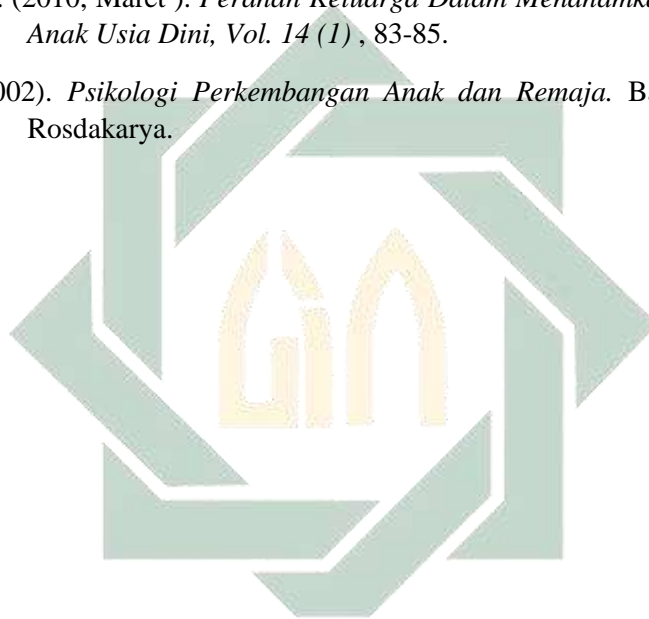 . (2016, Maret ). Peranan Keluarga Dalam Menanamka
Anak Usia Dini, Vol. 14 (1) , 83-85.
002). Psikologi Perkembangan Anak dan Remaja. B
Rosdakarya.
uin